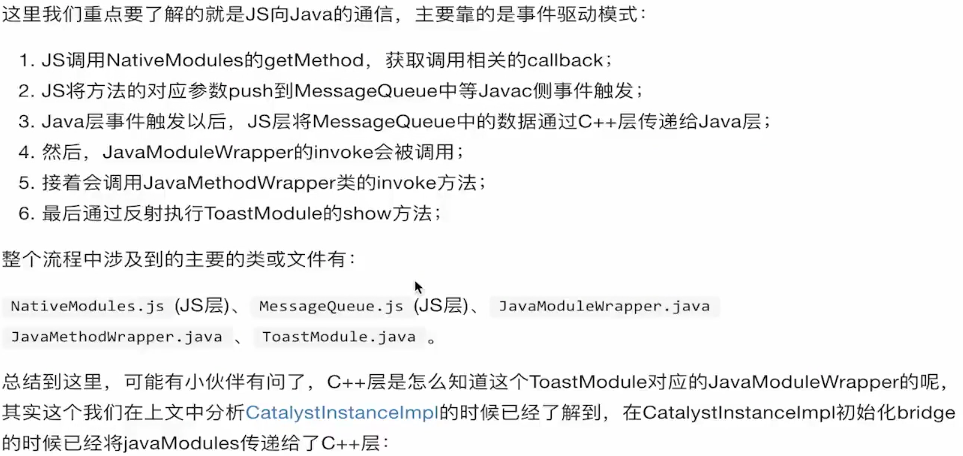 这里我们重点要了解的就是JS向Java的通信，主要靠的是事件驱动模式：
1. JS调用NativeModules的getMethod，获取调用相关的callback；
2. JS将方法的对应参数push到MessageQueue中等Javac侧事件触发；
3. Java层事件触发以后，JS层将MessageQueue中的数据通过C++层传递给Java层；
4. 然后，JavaModuleWrapper的invoke会被调用；
5. 接着会调用JavaMethodWrapper类的invoke方法；
6. 最后通过反射执行ToastModule的show方法；
整个流程中涉及到的主要的类或文件有：
NativeModules.js (JS层)、 MessageQueue.js (JS层)、 JavaModuleWrapper.java
JavaMethodWrapper.java 、 ToastModule.java 。
总结到这里，可能有小伙伴有问了，C++层是怎么知道这个ToastModule对应的JavaModuleWrapper的呢，
其实这个我们在上文中分析CatalystInstanceImpl的时候已经了解到，在CatalystInstanceImpl初始化bridge
的时候已经将javaModules传递给了C++层：